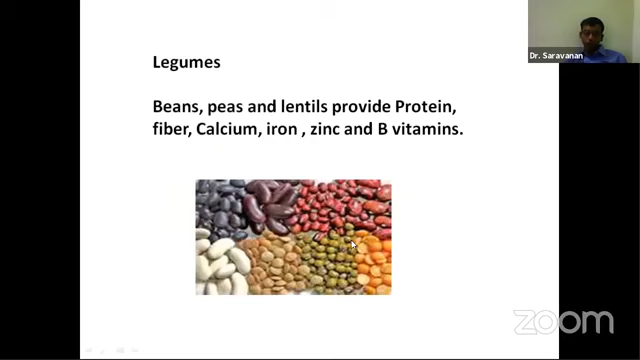 Legumes
Beans, peas and lentils provide Protein,
fiber, Calcium, iron , zinc and B vitamins.
Dr. Saravanan
zoom